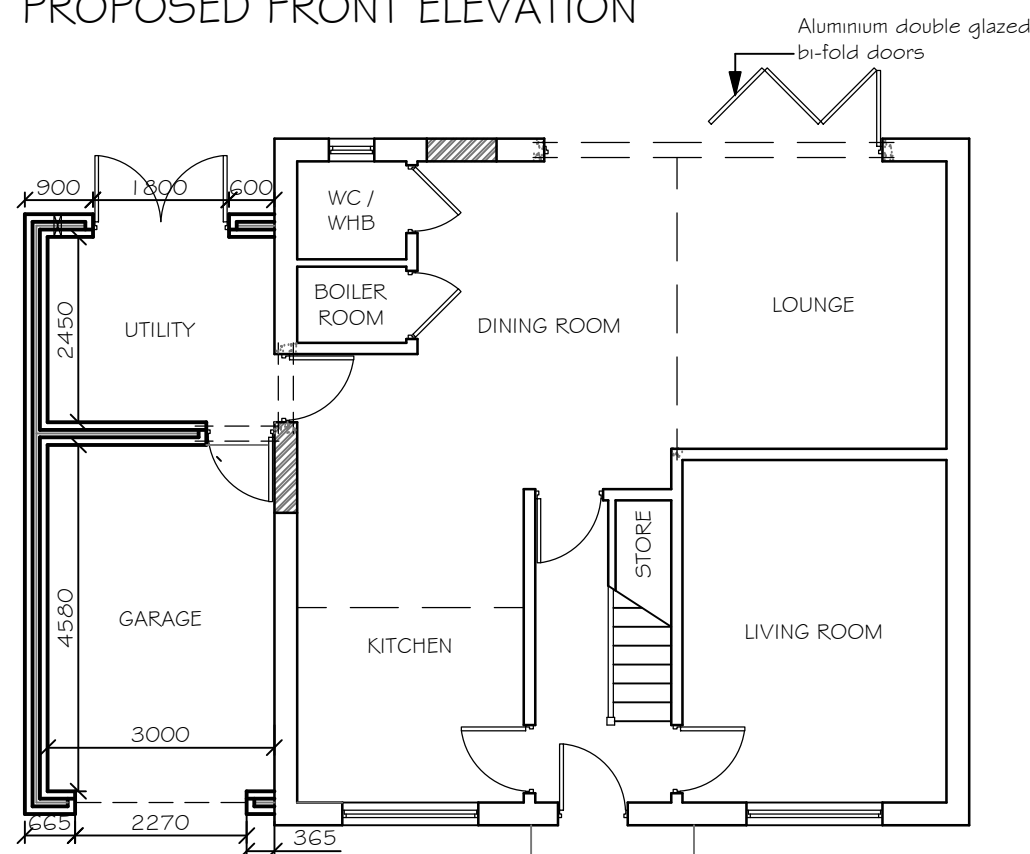 PROPOSED FRONT ELEVATION
Aluminium double glazed
bi-fold doors
900
1800
600
WC /
WHB
BOILER
ROOM
UTILITY
2450
DINING ROOM
LOUNGE
STORE
GARAGE
4580
KITCHEN
LIVING ROOM
3000
665
2270
365